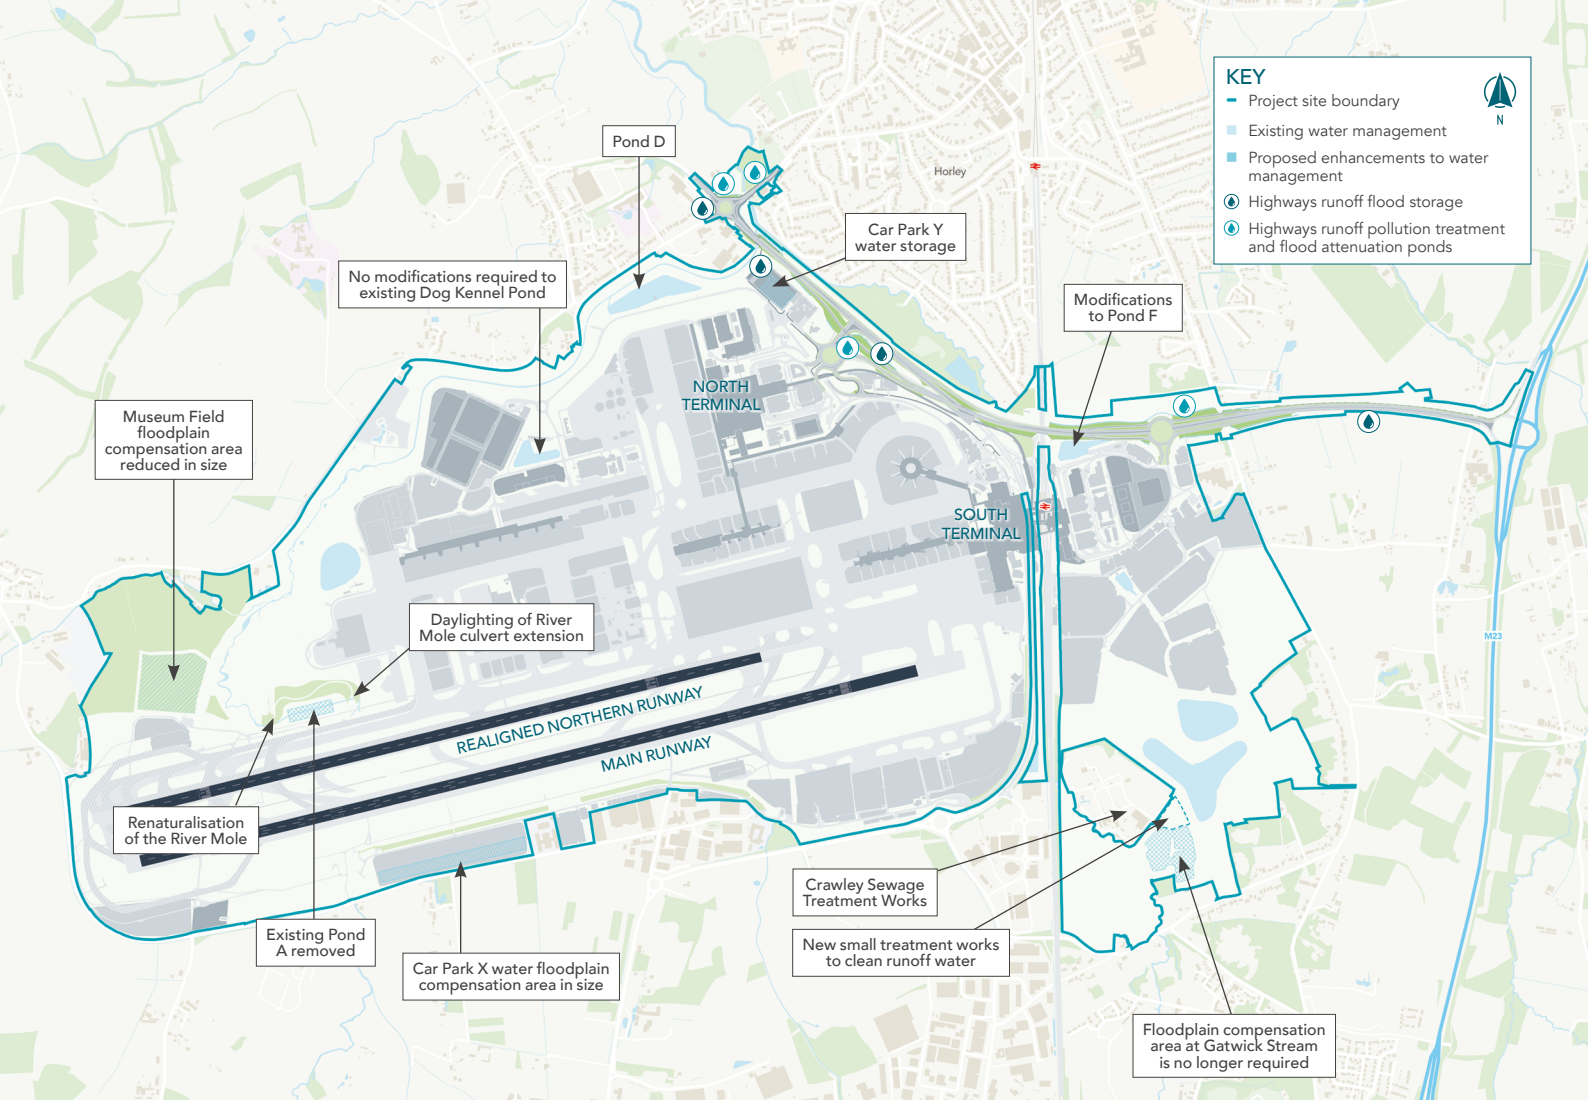 KEY
N
Project site boundary
Existing water management
Proposed enhancements to water
management
Highways runoff flood storage
Highways runoff pollution treatment
and flood attenuation ponds
Pond D
Horley
Car Park Y
water storage
No modifications required to
existing Dog Kennel Pond
Modifications
to Pond F
NORTH
TERMINAL
Museum Field
floodplain
compensation area
reduced in size
SOUTH
TERMINAL
Daylighting of River
Mole culvert extension
M23
REALIGNED NORTHERN RUNWAY
MAIN RUNWAY
Renaturalisation
of the River Mole
Crawley Sewage
Treatment Works
Existing Pond
A removed
New small treatment works
to clean runoff water
Car Park X water floodplain
compensation area in size
Floodplain compensation
area at Gatwick Stream
is no longer required